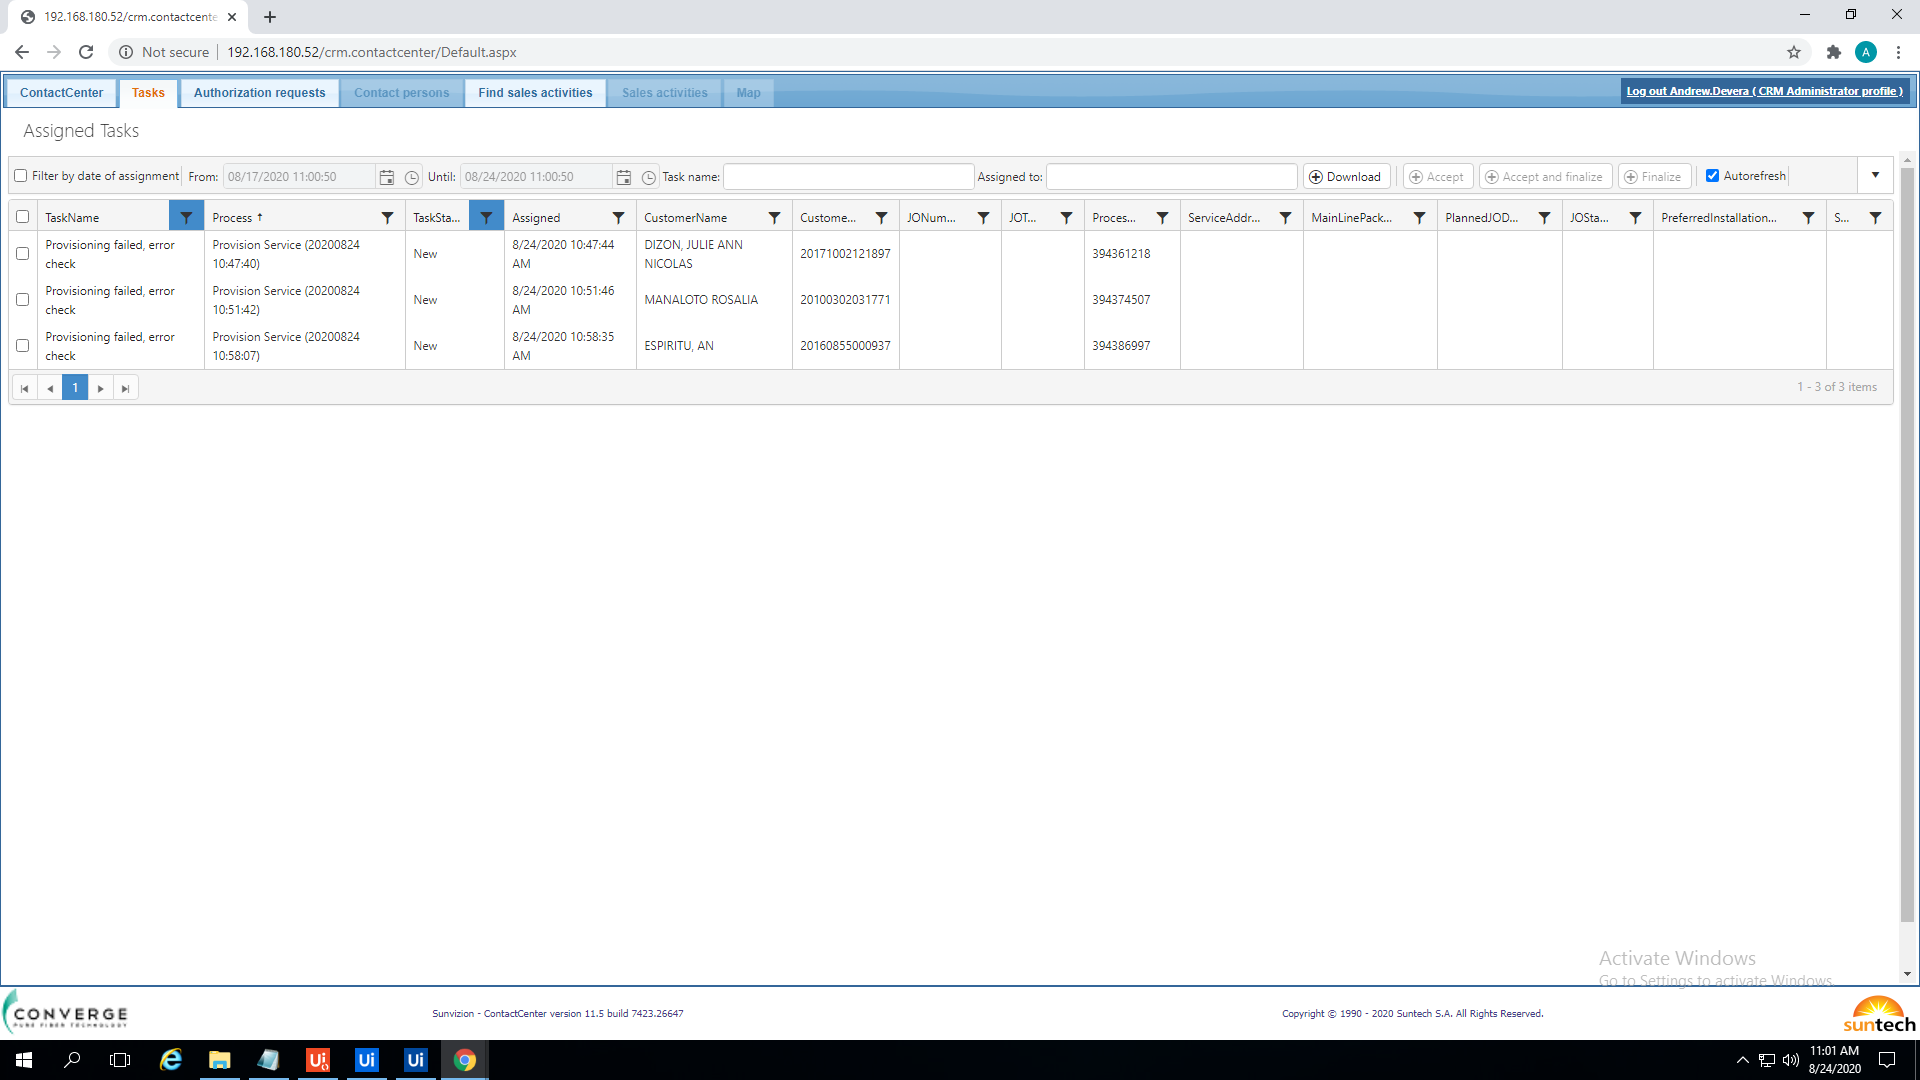 192.168.180.52/crm.contactcente
Not secure
192.168.180.52/crm.contactcenter/Default.aspx
A
ContactCenter
Tasks
Authorization requests
Contact persons
Find sales activities
Sales activities
Map
Log out Andrew.Devera ( CRM Administrator profile )
Assigned Tasks
Filter by date of assignment From: 08/17/2020 11:00:50 Until: 08/24/2020 11:00:50 Task name: Assigned to: Download Accept Accept and finalize Finalize Autorefresh
TaskName Process ↑ TaskSta... Assigned CustomerName Custome... JONum... JOT... Proces... ServiceAddr... MainLinePack... PlannedJOD... JOSta... PreferredInstallation... S...
Provisioning failed, error check Provision Service (20200824 10:47:40) New 8/24/2020 10:47:44 AM DIZON, JULIE ANN NICOLAS 20171002121897 394361218
Provisioning failed, error check Provision Service (20200824 10:51:42) New 8/24/2020 10:51:46 AM MANALOTO ROSALIA 20100302031771 394374507
Provisioning failed, error check Provision Service (20200824 10:58:07) New 8/24/2020 10:58:35 AM ESPIRITU, AN 20160855000937 394386997
1
1 - 3 of 3 items
Activate Windows
Go to Settings to activate Windows.
CONVERGE
PURE FIBER TECHNOLOGY
Sunvizion - ContactCenter version 11.5 build 7423.26647
Copyright © 1990 - 2020 Suntech S.A. All Rights Reserved.
suntech
Ui
Ui
Ui
11:01 AM
8/24/2020